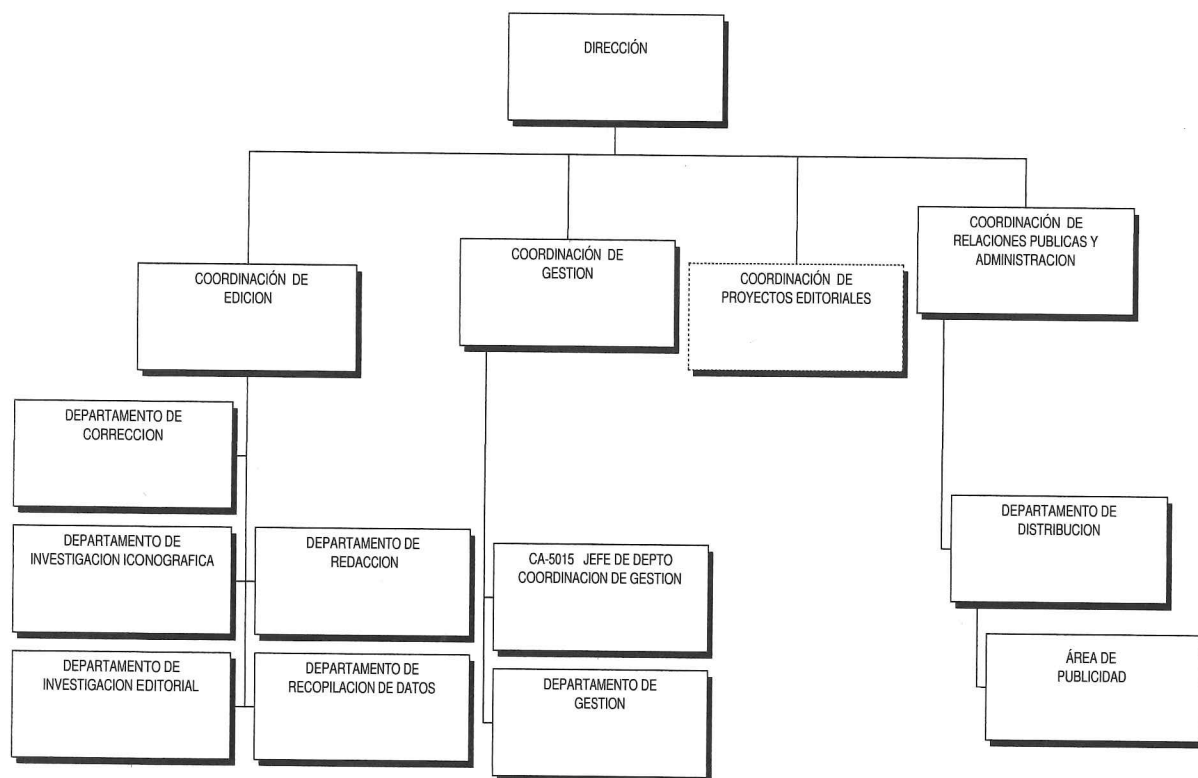 DIRECCIÓN
COORDINACIÓN DE
EDICION
COORDINACIÓN DE
GESTION
COORDINACIÓN DE
PROYECTOS EDITORIALES
COORDINACIÓN DE
RELACIONES PUBLICAS Y
ADMINISTRACION
DEPARTAMENTO DE
CORRECCION
DEPARTAMENTO DE
INVESTIGACION ICONOGRAFICA
DEPARTAMENTO DE
REDACCION
DEPARTAMENTO DE
INVESTIGACION EDITORIAL
DEPARTAMENTO DE
RECOPILACION DE DATOS
CA-5015 JEFE DE DEPTO
COORDINACION DE GESTION
DEPARTAMENTO DE
GESTION
DEPARTAMENTO DE
DISTRIBUCION
ÁREA DE
PUBLICIDAD